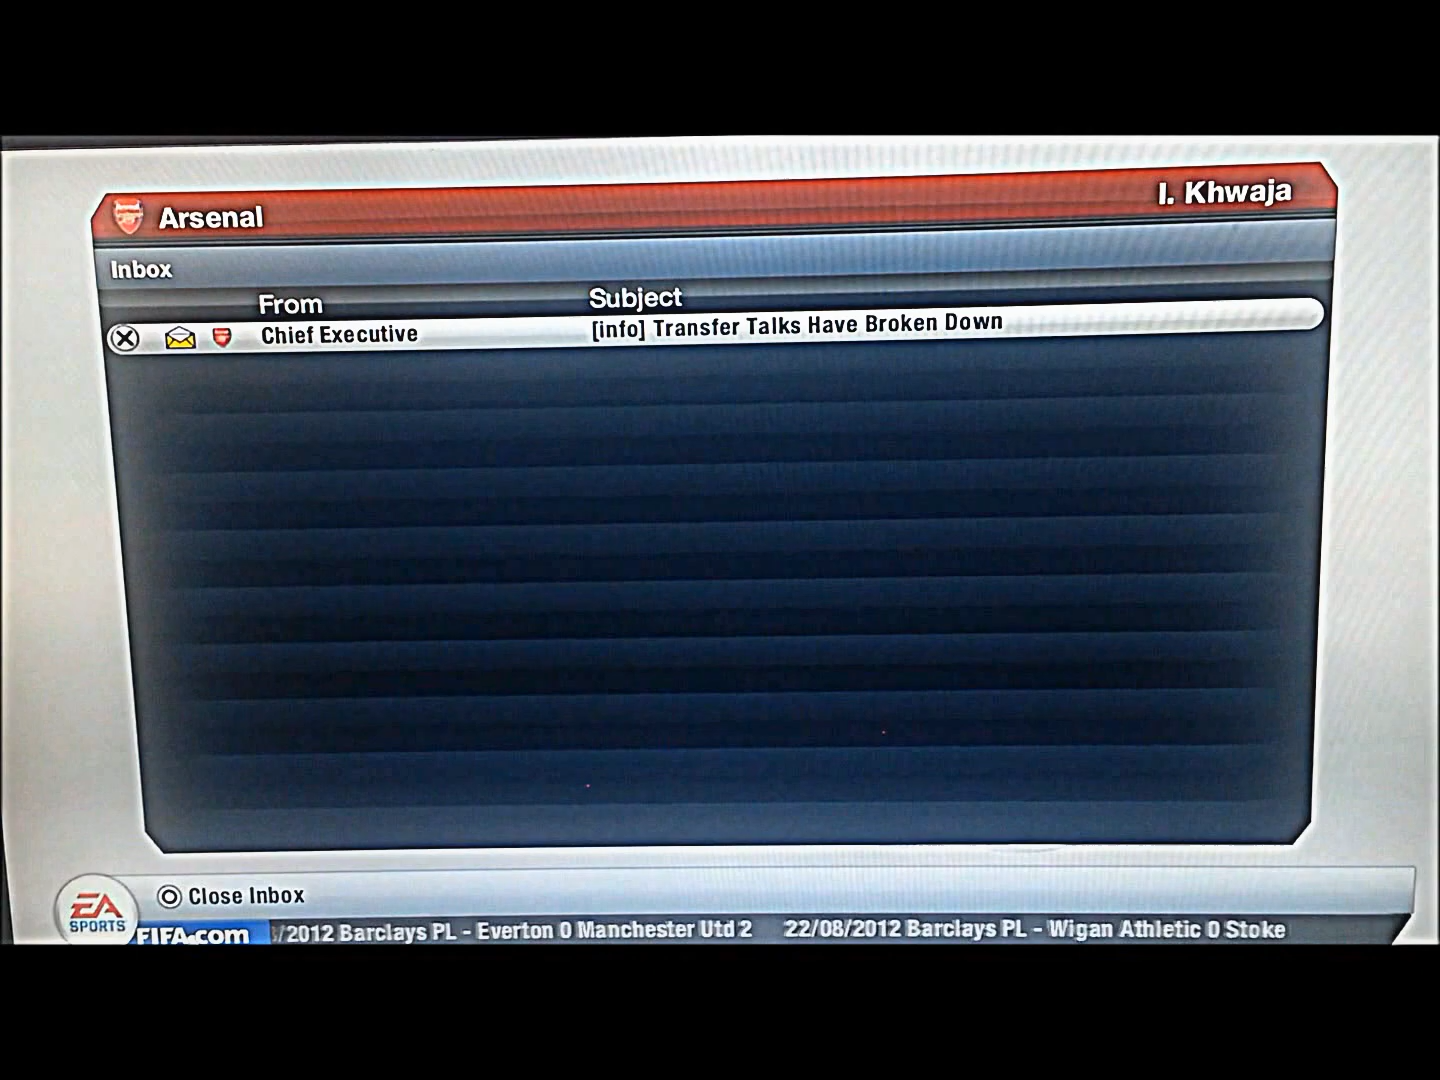 Arsenal
I. Khwaja
Inbox
From Subject
Chief Executive [info] Transfer Talks Have Broken Down
Close Inbox
EA
SPORTS
FIFA.com
/2012 Barclays PL - Everton 0 Manchester Utd 2 22/08/2012 Barclays PL - Wigan Athletic 0 Stoke